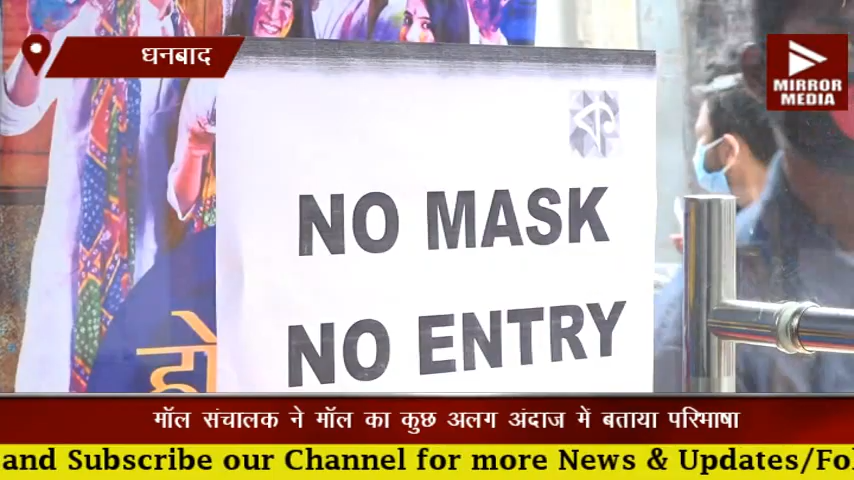 धनबाद
MIRROR
MEDIA
क
NO MASK
NO ENTRY
हो
मॉल संचालक ने मॉल का कुछ अलग अंदाज में बताया परिभाषा
and Subscribe our Channel for more News & Updates/Fol